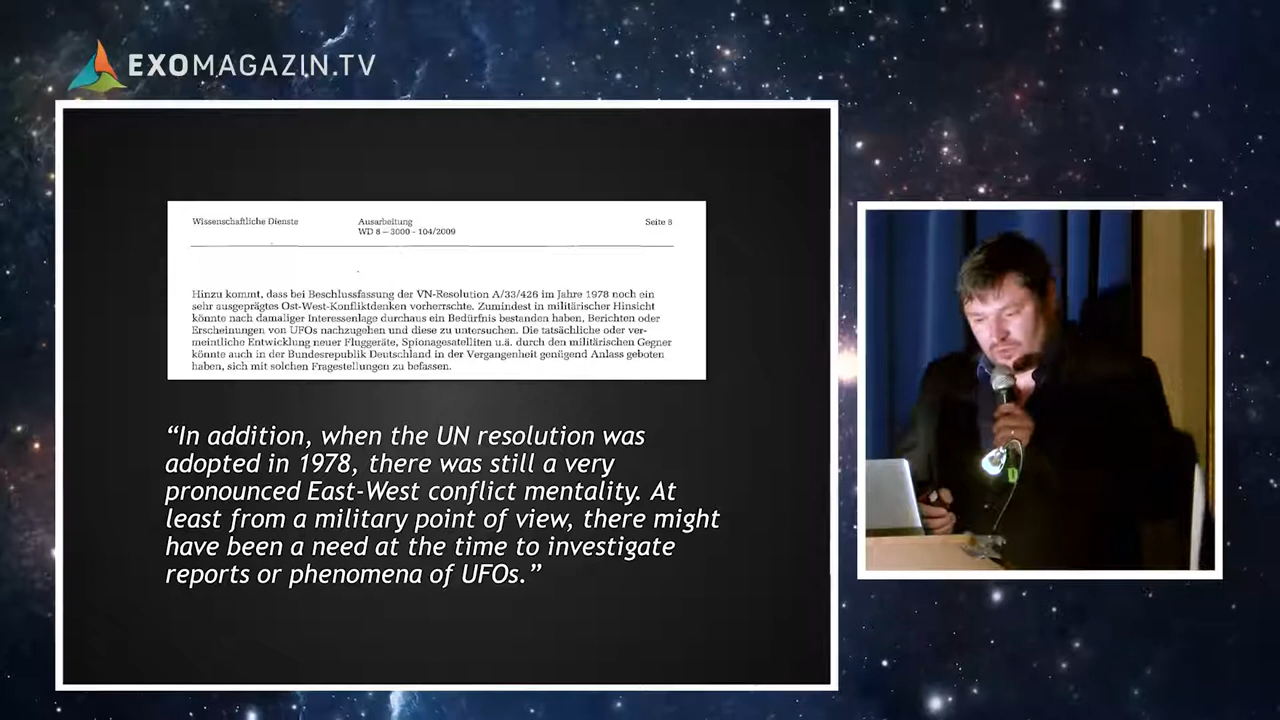 EXOMAGAZIN.TV
Wissenschaftliche Dienste
Ausarbeitung
WD 8 – 3000 - 104/2009
Seite 8
Hinzu kommt, dass bei Beschlussfassung der VN-Resolution A/33/426 im Jahre 1978 noch ein
sehr ausgeprägtes Ost-West-Konfliktdenken vorherrschte. Zumindest in militärischer Hinsicht
könnte nach damaliger Interessenlage durchaus ein Bedürfnis bestanden haben, Berichten oder
Erscheinungen von UFOs nachzugehen und diese zu untersuchen. Die tatsächliche oder ver-
meintliche Entwicklung neuer Fluggeräte, Spionagesatelliten u.ä. durch den militärischen Gegner
könnte auch in der Bundesrepublik Deutschland in der Vergangenheit genügend Anlass geboten
haben, sich mit solchen Fragestellungen zu befassen.
“In addition, when the UN resolution was
adopted in 1978, there was still a very
pronounced East-West conflict mentality. At
least from a military point of view, there might
have been a need at the time to investigate
reports or phenomena of UFOs.”